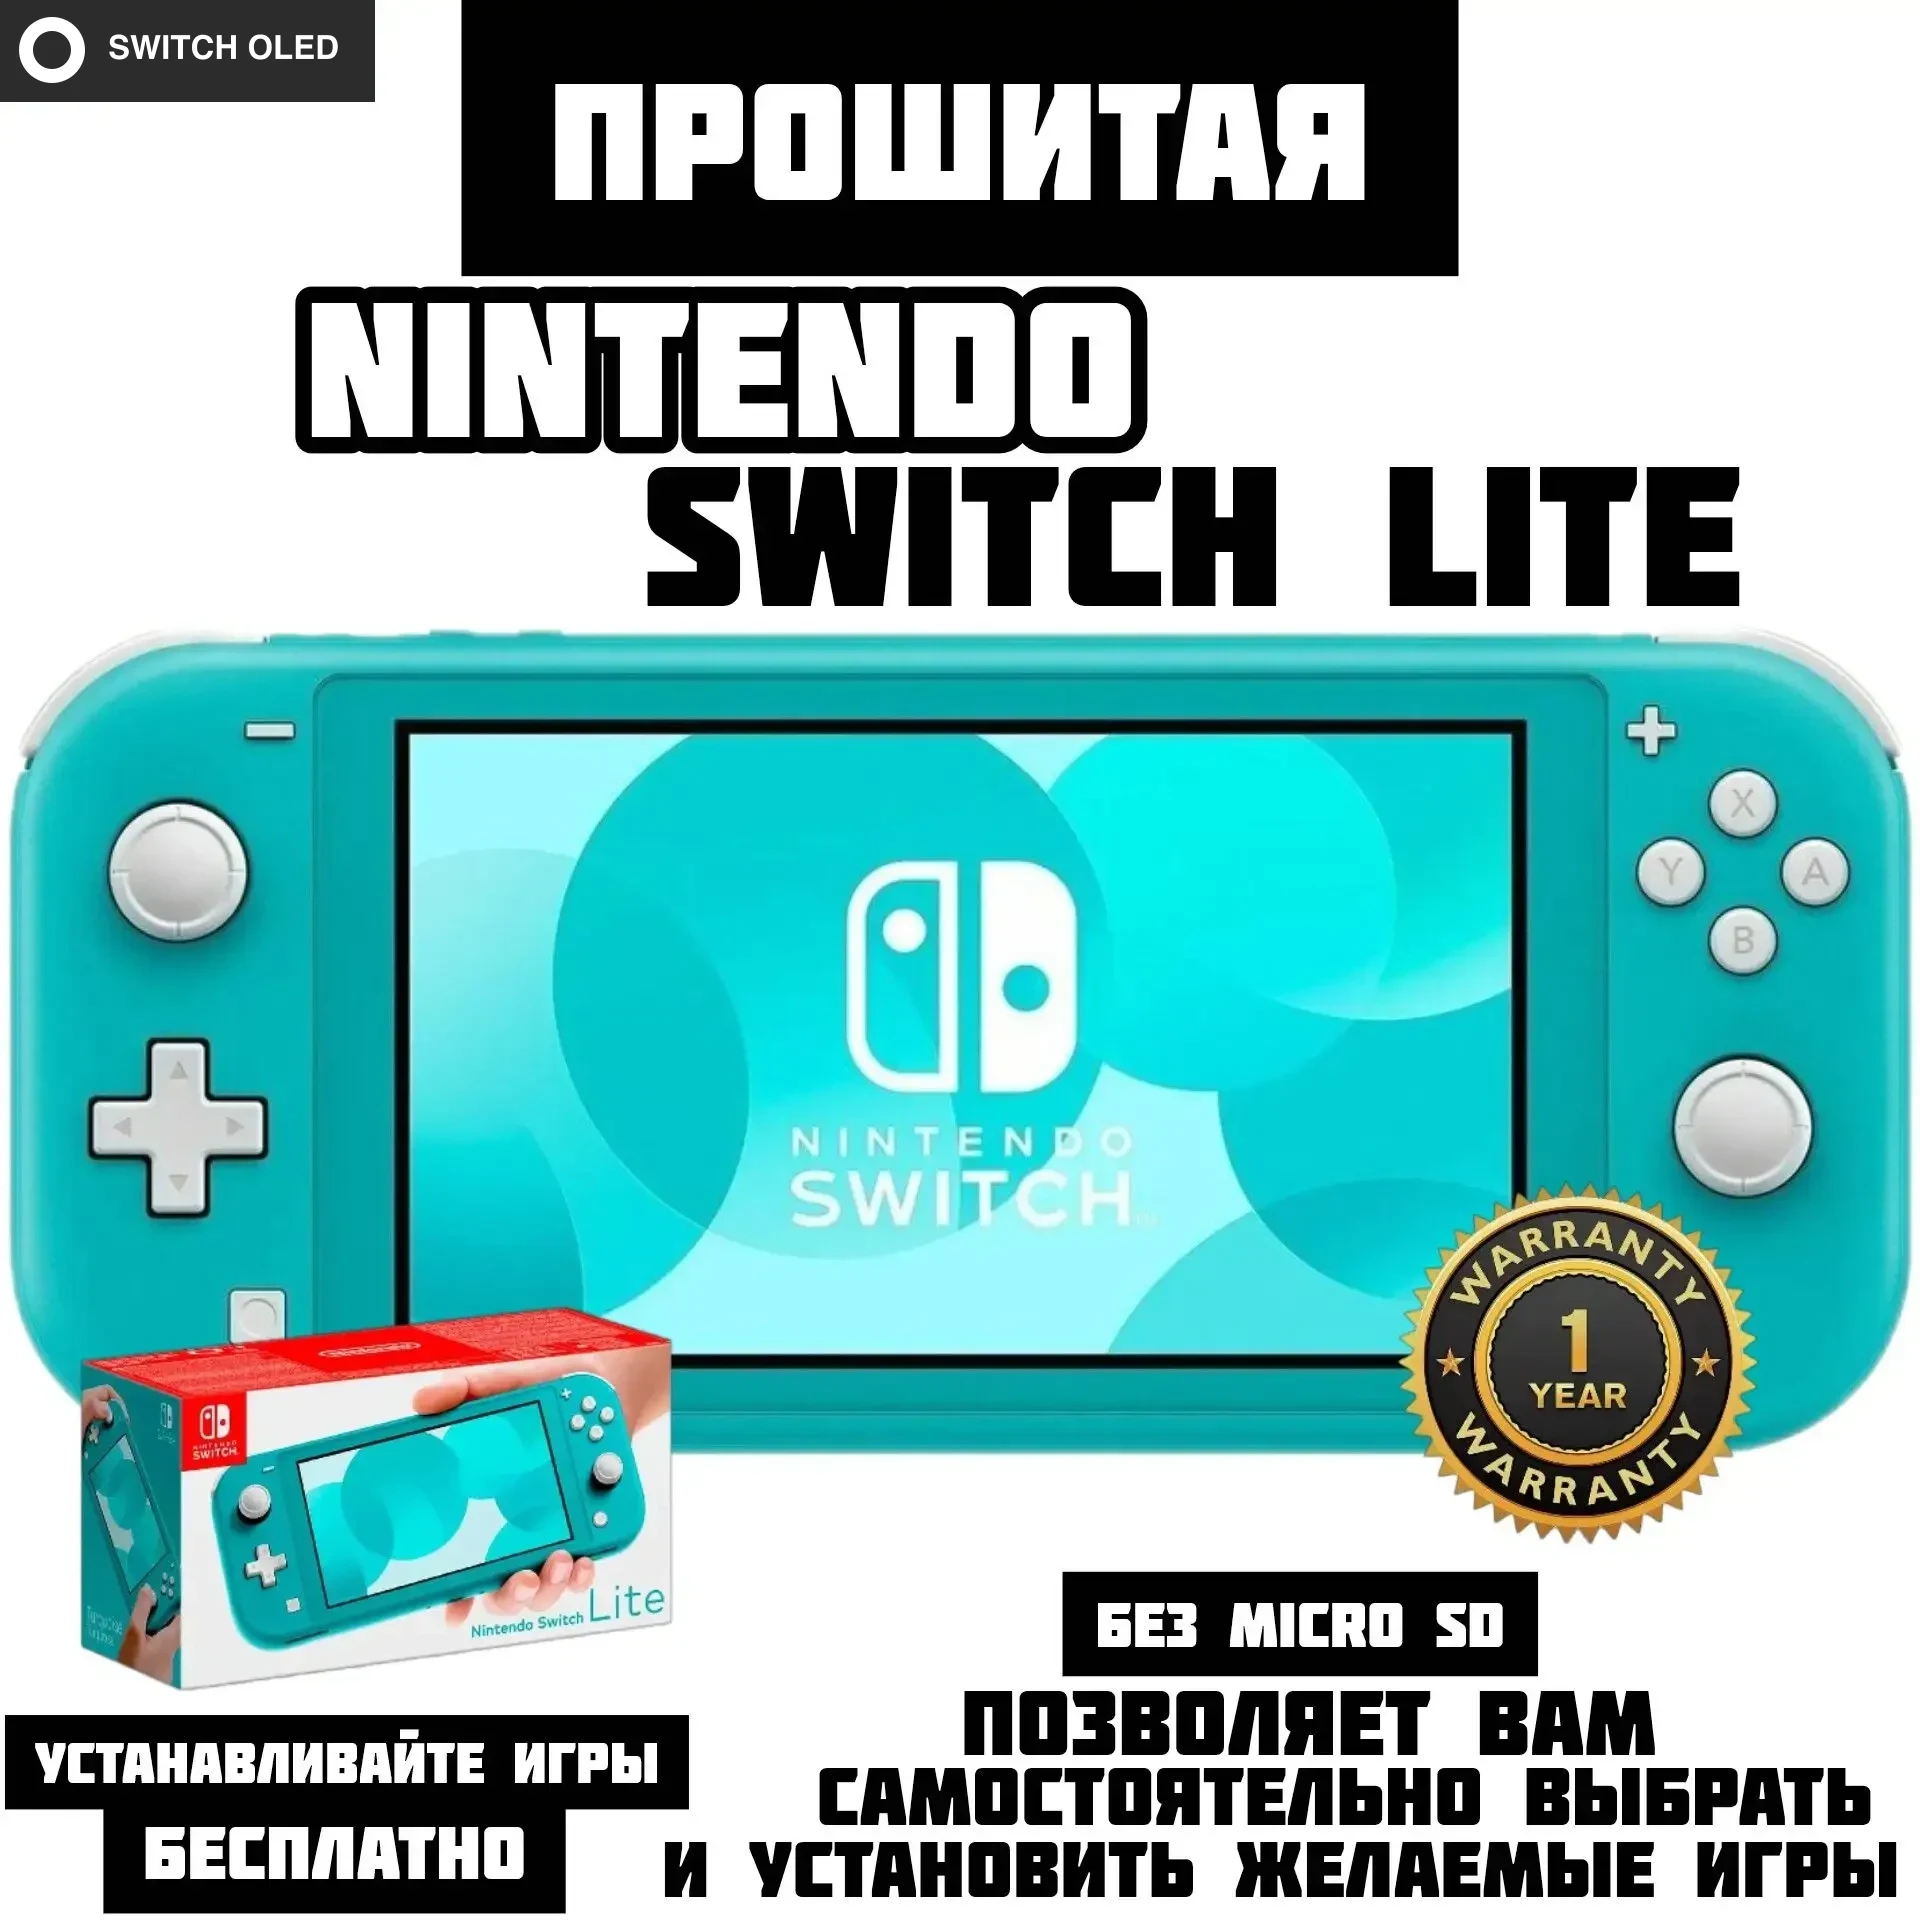 SWITCH OLED
ПРОШИТАЯ
NINTENDO
SWITCH LITE
X
Y
A
B
NINTENDO
SWITCH
WARRANTY
1
YEAR
WARRANTY
Nintendo
NINTENDO
SWITCH
Nintendo Switch Lite
БЕЗ MICRO SD
ПОЗВОЛЯЕТ ВАМ
САМОСТОЯТЕЛЬНО ВЫБРАТЬ
И УСТАНОВИТЬ ЖЕЛАЕМЫЕ ИГРЫ
УСТАНАВЛИВАЙТЕ ИГРЫ
БЕСПЛАТНО